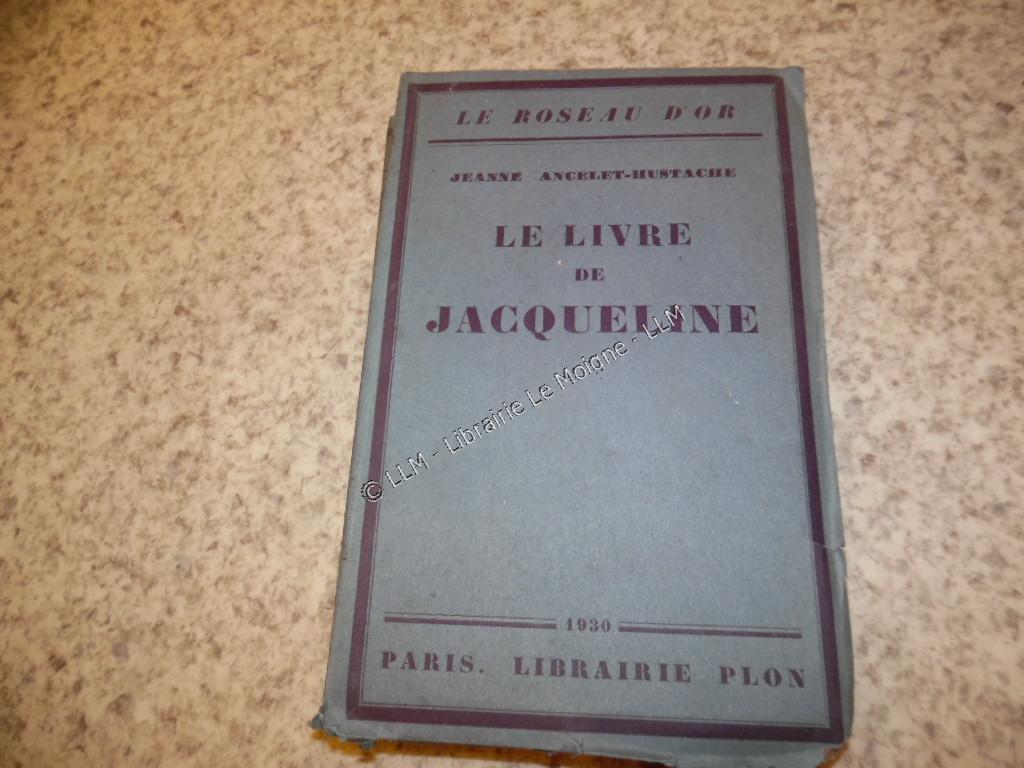 LE ROSEAU D'OR
JEANNE ANCELET-HUSTACHE
LE LIVRE
DE
JACQUELINE
© LLM - Librairie Le Moigne - LLM
1930
PARIS. LIBRAIRIE PLON